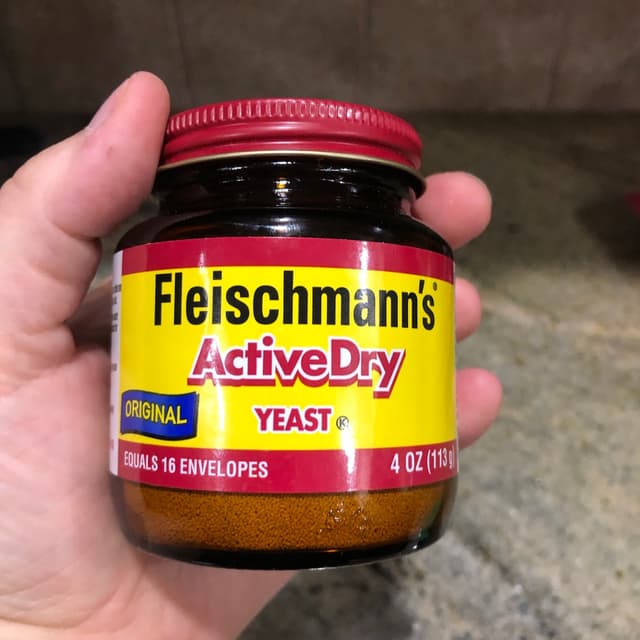 Fleischmann's®
ActiveDry
ORIGINAL
YEAST K
EQUALS 16 ENVELOPES
4 OZ (113 g)